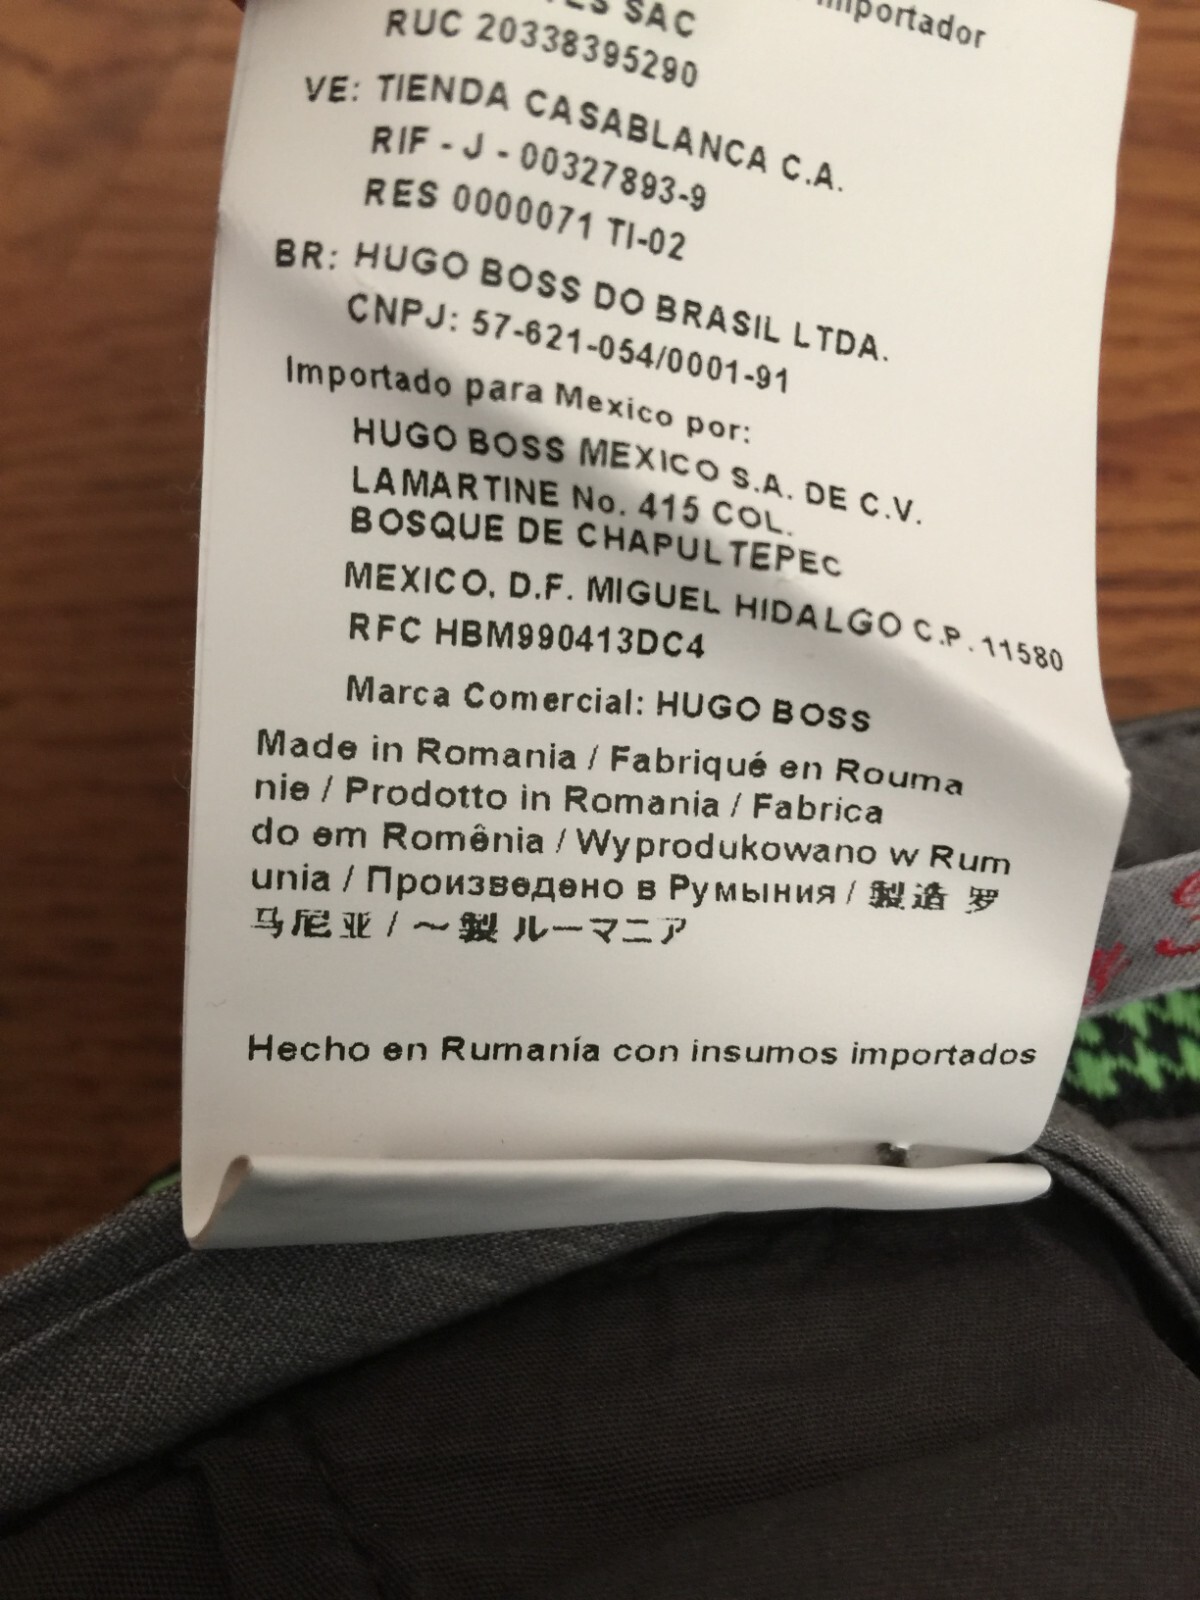 SAC
importador
RUC 20338395290
VE: TIENDA CASABLANCA C.A.
RIF - J - 00327893-9
RES 0000071 TI-02
BR: HUGO BOSS DO BRASIL LTDA.
CNPJ: 57-621-054/0001-91
Importado para Mexico por:
HUGO BOSS MEXICO S.A. DE C.V.
LAMARTINE No. 415 COL.
BOSQUE DE CHAPULTEPEC
MEXICO, D.F. MIGUEL HIDALGO C.P. 11580
RFC HBM990413DC4
Marca Comercial: HUGO BOSS
Made in Romania / Fabriqué en Rouma
nie / Prodotto in Romania / Fabrica
do em Romênia / Wyprodukowano w Rum
unia / Произведено в Румыния / 製造 罗
马尼亚 / ～製 ルーマニア
Hecho en Rumanía con insumos importados